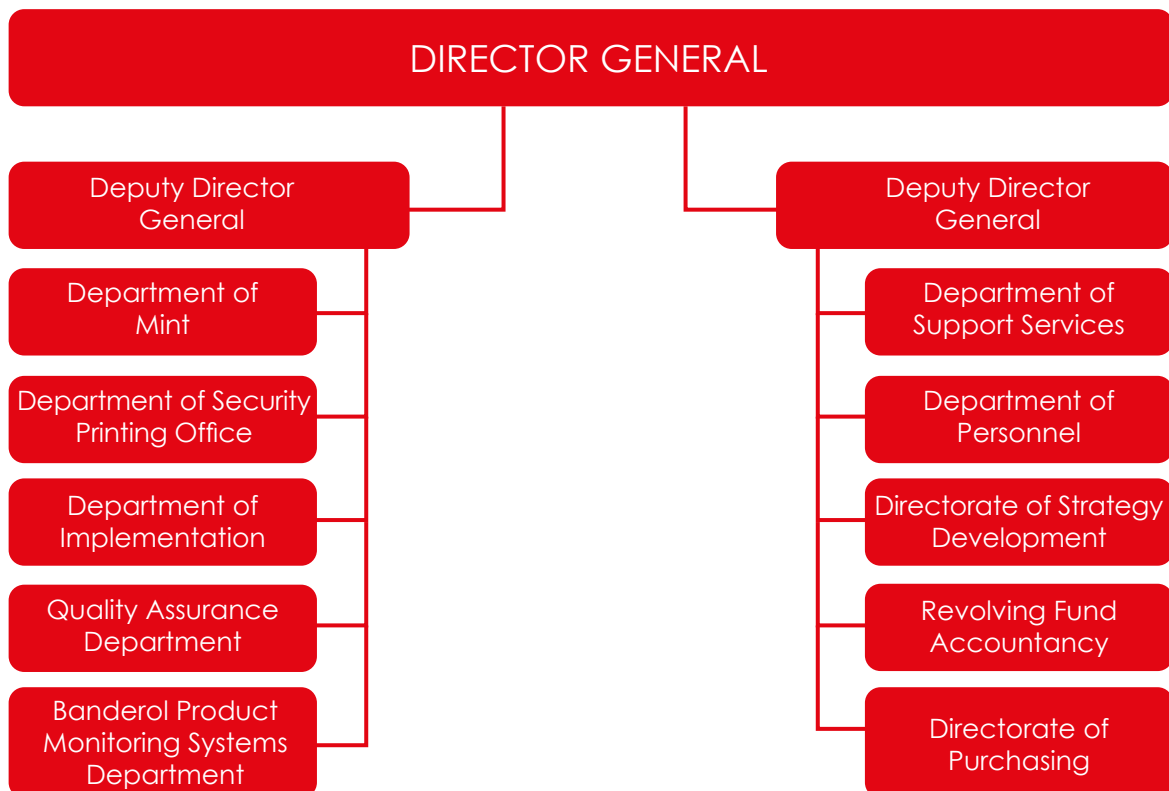 DIRECTOR GENERAL
Deputy Director
General
Department of
Mint
Department of Security
Printing Office
Department of
Implementation
Quality Assurance
Department
Banderol Product
Monitoring Systems
Department
Deputy Director
General
Department of
Support Services
Department of
Personnel
Directorate of Strategy
Development
Revolving Fund
Accountancy
Directorate of
Purchasing